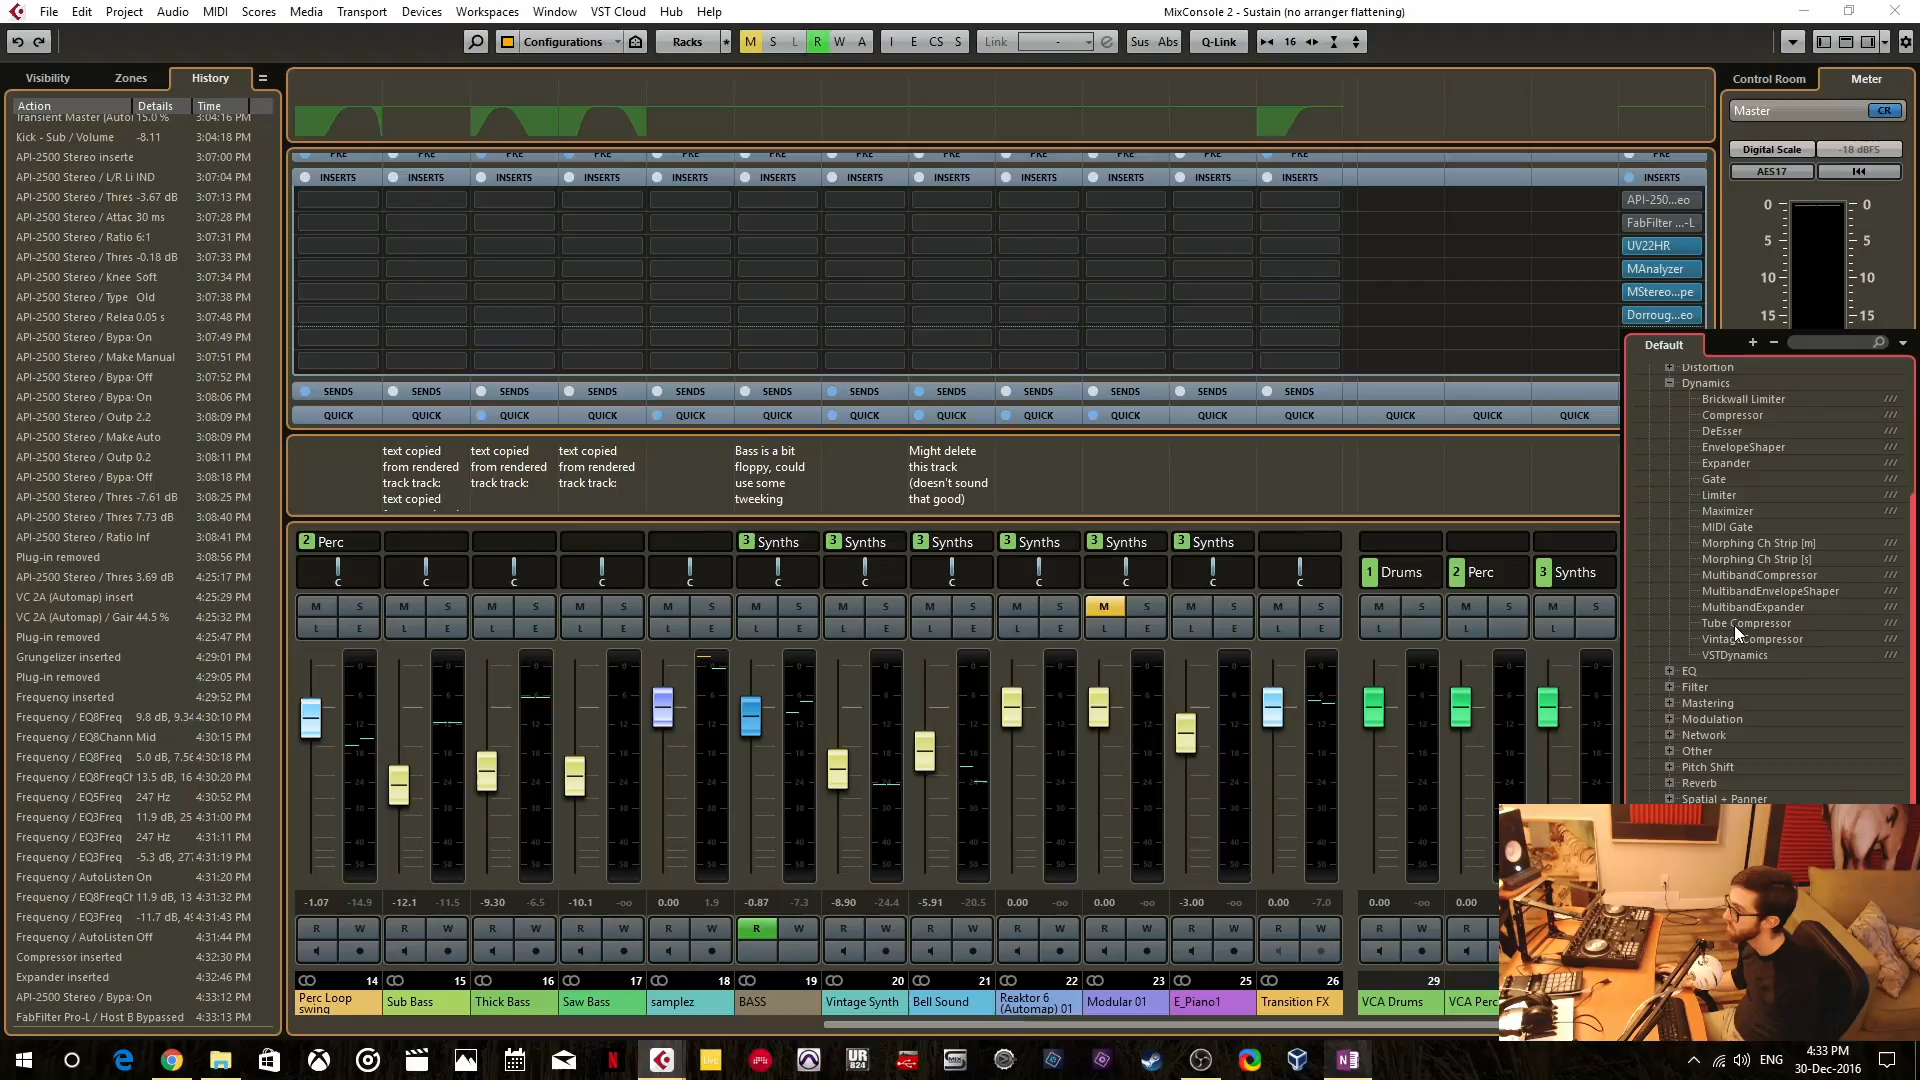 File Edit Project Audio MIDI Scores Media Transport Devices Workspaces Window VST Cloud Hub Help
MixConsole 2 - Sustain (no arranger flattening)
Configurations Racks * M S L R W A I E CS S Link - Sus Abs Q-Link 16
Visibility Zones History
Control Room Meter
Action Details Time
Transient Master (Autoı 15.0 % 3:04:16 PM
Kick - Sub / Volume -8.11 3:04:18 PM
API-2500 Stereo inserte 3:07:00 PM
API-2500 Stereo / L/R Li IND 3:07:04 PM
API-2500 Stereo / Thres -3.67 dB 3:07:13 PM
API-2500 Stereo / Attac 30 ms 3:07:28 PM
API-2500 Stereo / Ratio 6:1 3:07:31 PM
API-2500 Stereo / Thres -0.18 dB 3:07:33 PM
API-2500 Stereo / Knee Soft 3:07:34 PM
API-2500 Stereo / Type Old 3:07:38 PM
API-2500 Stereo / Relea 0.05 s 3:07:48 PM
API-2500 Stereo / Bypa: On 3:07:49 PM
API-2500 Stereo / Make Manual 3:07:51 PM
API-2500 Stereo / Bypa: Off 3:07:52 PM
API-2500 Stereo / Bypa: On 3:08:06 PM
API-2500 Stereo / Outp 2.2 3:08:09 PM
API-2500 Stereo / Make Auto 3:08:09 PM
API-2500 Stereo / Outp 0.2 3:08:11 PM
API-2500 Stereo / Bypa: Off 3:08:18 PM
API-2500 Stereo / Thres -7.61 dB 3:08:25 PM
API-2500 Stereo / Thres 7.73 dB 3:08:40 PM
API-2500 Stereo / Ratio Inf 3:08:41 PM
Plug-in removed 3:08:56 PM
API-2500 Stereo / Thres 3.69 dB 4:25:17 PM
VC 2A (Automap) insert 4:25:29 PM
VC 2A (Automap) / Gair 44.5 % 4:25:32 PM
Plug-in removed 4:25:47 PM
Grungelizer inserted 4:29:01 PM
Plug-in removed 4:29:05 PM
Frequency inserted 4:29:52 PM
Frequency / EQ8Freq 9.8 dB, 9.34 4:30:10 PM
Frequency / EQ8Chann Mid 4:30:15 PM
Frequency / EQ8Freq 5.0 dB, 7.56 4:30:18 PM
Frequency / EQ8FreqCh 13.5 dB, 16 4:30:20 PM
Frequency / EQ5Freq 247 Hz 4:30:52 PM
Frequency / EQ3Freq 11.9 dB, 25 4:31:00 PM
Frequency / EQ3Freq 247 Hz 4:31:11 PM
Frequency / EQ3Freq -5.3 dB, 277 4:31:19 PM
Frequency / AutoListen On 4:31:20 PM
Frequency / EQ8FreqCh 11.9 dB, 13 4:31:32 PM
Frequency / EQ3Freq -11.7 dB, 49 4:31:43 PM
Frequency / AutoListen Off 4:31:44 PM
Compressor inserted 4:32:30 PM
Expander inserted 4:32:46 PM
API-2500 Stereo / Bypa: On 4:33:12 PM
FabFilter Pro-L / Host B Bypassed 4:33:13 PM
PRE PRE PRE PRE PRE PRE PRE PRE PRE PRE PRE PRE PRE
INSERTS INSERTS INSERTS INSERTS INSERTS INSERTS INSERTS INSERTS INSERTS INSERTS INSERTS INSERTS INSERTS
API-250...eo
FabFilter ...-L
UV22HR
MAnalyzer
MStereo...pe
Dorroug...eo
SENDS SENDS SENDS SENDS SENDS SENDS SENDS SENDS SENDS SENDS SENDS SENDS
QUICK QUICK QUICK QUICK QUICK QUICK QUICK QUICK QUICK QUICK QUICK QUICK QUICK QUICK QUICK
text copied
from rendered
track track:
text copied
text copied
from rendered
track track:
text copied
from rendered
track track:
Bass is a bit
floppy, could
use some
tweeking
Might delete
this track
(doesn't sound
that good)
2 Perc 3 Synths 3 Synths 3 Synths 3 Synths 3 Synths 3 Synths
C C C C C C C C C C C C 1 Drums 2 Perc 3 Synths
M S M S M S M S M S M S M S M S M S M S M S M S M S M S M S
L E L E L E L E L E L E L E L E L E L E L E L E L L L
-1.07 -14.9 -12.1 -11.5 -9.30 -6.5 -10.1 -oo 0.00 1.9 -0.87 -7.3 -8.90 -24.4 -5.91 -20.5 0.00 -oo 0.00 -oo -3.00 -oo 0.00 -7.0 0.00 -oo 0.00
R W R W R W R W R W R W R W R W R W R W R W R W R W R
14 15 16 17 18 19 20 21 22 23 25 26 29
Perc Loop swing
Sub Bass
Thick Bass
Saw Bass
samplez
BASS
Vintage Synth
Bell Sound
Reaktor 6 (Automap) 01
Modular 01
E_Piano1
Transition FX
VCA Drums
VCA Perc
Master CR
Digital Scale -18 dBFS
AES17
0 0
5 5
10 10
15 15
Default
Distortion
Dynamics
Brickwall Limiter
Compressor
DeEsser
EnvelopeShaper
Expander
Gate
Limiter
Maximizer
MIDI Gate
Morphing Ch Strip [m]
Morphing Ch Strip [s]
MultibandCompressor
MultibandEnvelopeShaper
MultibandExpander
Tube Compressor
VSTDynamics
EQ
Filter
Mastering
Modulation
Network
Other
Pitch Shift
Reverb
Spatial + Panner
ENG
4:33 PM
30-Dec-2016